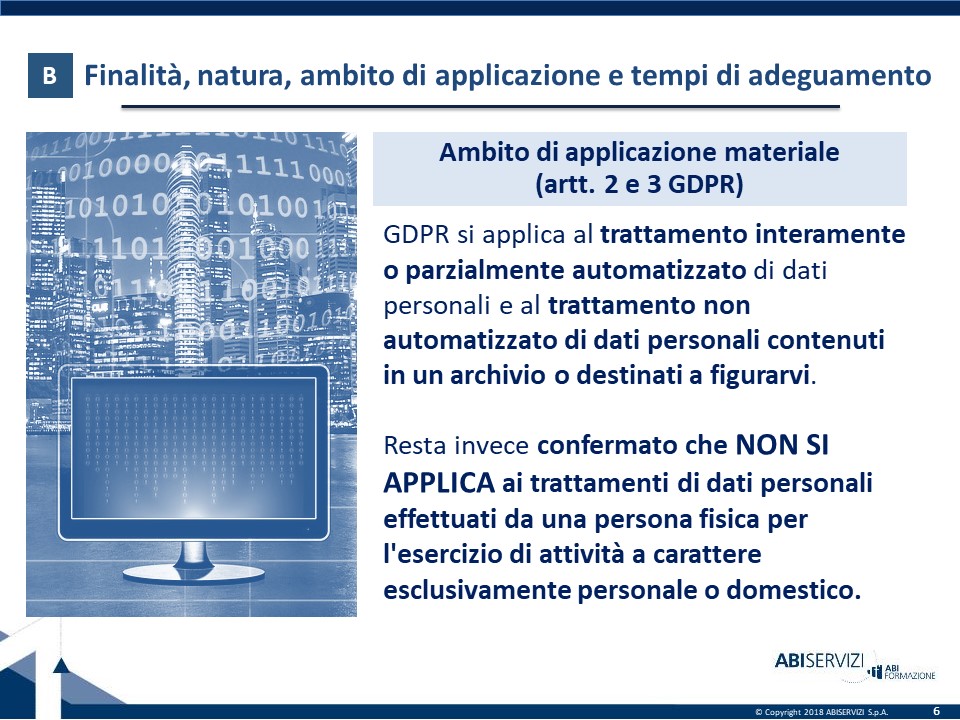 B
Finalità, natura, ambito di applicazione e tempi di adeguamento
Ambito di applicazione materiale
(artt. 2 e 3 GDPR)
GDPR si applica al trattamento interamente
o parzialmente automatizzato di dati
personali e al trattamento non
automatizzato di dati personali contenuti
in un archivio o destinati a figurarvi.
Resta invece confermato che NON SI
APPLICA ai trattamenti di dati personali
effettuati da una persona fisica per
l'esercizio di attività a carattere
esclusivamente personale o domestico.
ABISERVIZI
ABI
FORMAZIONE
© Copyright 2018 ABISERVIZI S.p.A.
6